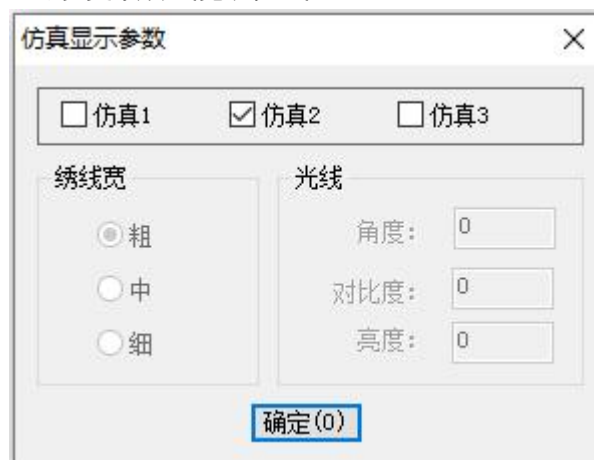 仿真显示参数
仿真1 仿真2 仿真3
绣线宽
粗
中
细
光线
角度: 0
对比度: 0
亮度: 0
确定(O)